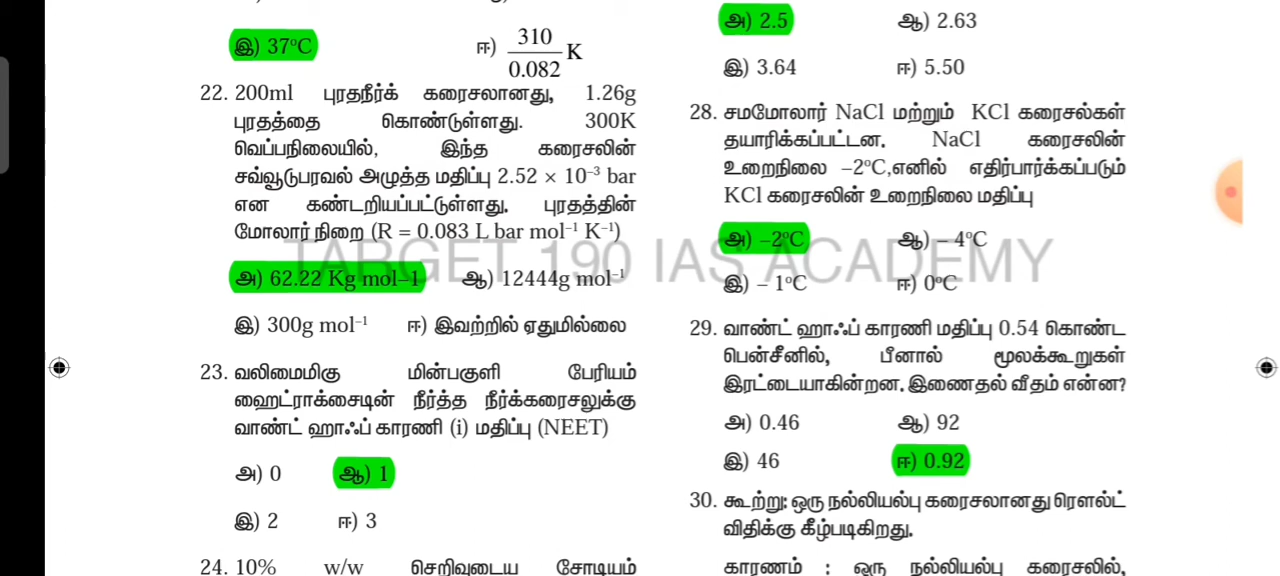 இ) 37°C
ஈ) 310/0.082 K
22. 200ml புரதநீர்க் கரைசலானது, 1.26g
புரதத்தை கொண்டுள்ளது. 300K
வெப்பநிலையில், இந்த கரைசலின்
சவ்வூடுபரவல் அழுத்த மதிப்பு 2.52 × 10⁻³ bar
என கண்டறியப்பட்டுள்ளது. புரதத்தின்
மோலார் நிறை (R = 0.083 L bar mol⁻¹ K⁻¹)
அ) 62.22 Kg mol–1 ஆ) 12444g mol⁻¹
இ) 300g mol⁻¹ ஈ) இவற்றில் ஏதுமில்லை
23. வலிமைமிகு மின்பகுளி பேரியம்
ஹைட்ராக்சைடின் நீர்த்த நீர்க்கரைசலுக்கு
வாண்ட் ஹாஃப் காரணி (i) மதிப்பு (NEET)
அ) 0 ஆ) 1
இ) 2 ஈ) 3
24. 10% w/w செறிவுடைய சோடியம்
அ) 2.5 ஆ) 2.63
இ) 3.64 ஈ) 5.50
28. சமமோலார் NaCl மற்றும் KCl கரைசல்கள்
தயாரிக்கப்பட்டன. NaCl கரைசலின்
உறைநிலை –2°C,எனில் எதிர்பார்க்கப்படும்
KCl கரைசலின் உறைநிலை மதிப்பு
அ) –2°C ஆ) – 4°C
இ) – 1°C ஈ) 0°C
29. வாண்ட் ஹாஃப் காரணி மதிப்பு 0.54 கொண்ட
பென்சீனில், பீனால் மூலக்கூறுகள்
இரட்டையாகின்றன. இணைதல் வீதம் என்ன?
அ) 0.46 ஆ) 92
இ) 46 ஈ) 0.92
30. கூற்று: ஒரு நல்லியல்பு கரைசலானது ரௌல்ட்
விதிக்கு கீழ்படிகிறது.
காரணம் : ஒரு நல்லியல்பு கரைசலில்,
TARGET 190 IAS ACADEMY